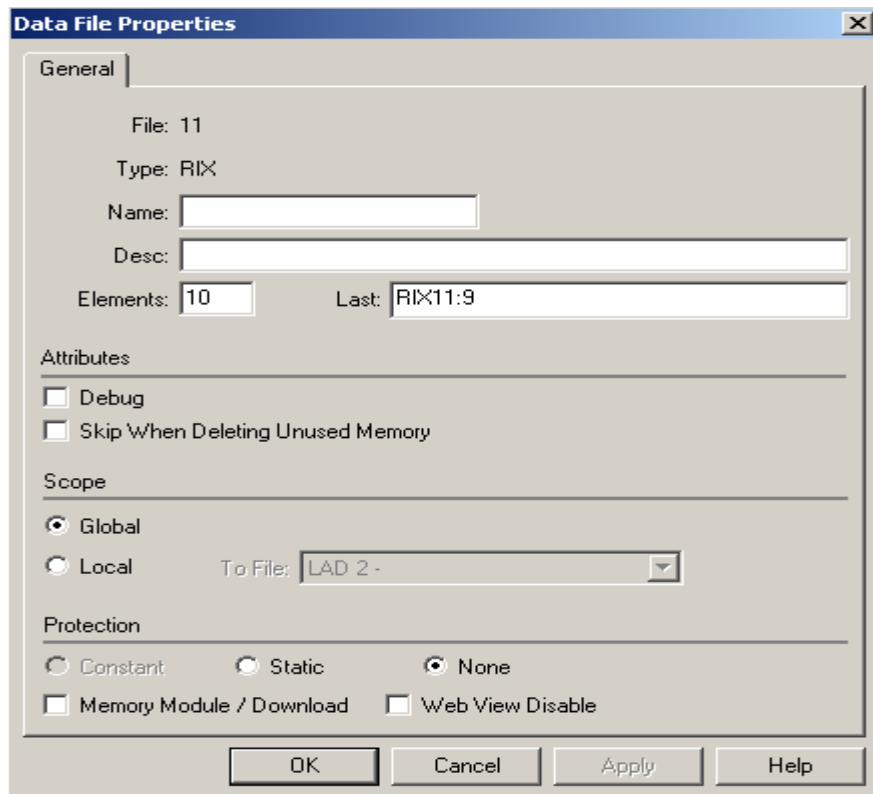 Data File Properties
General
File: 11
Type: RIX
Name:
Desc:
Elements: 10 Last: RIX11:9
Attributes
Debug
Skip When Deleting Unused Memory
Scope
Global
Local To File: LAD 2 -
Protection
Constant Static None
Memory Module / Download Web View Disable
OK Cancel Apply Help